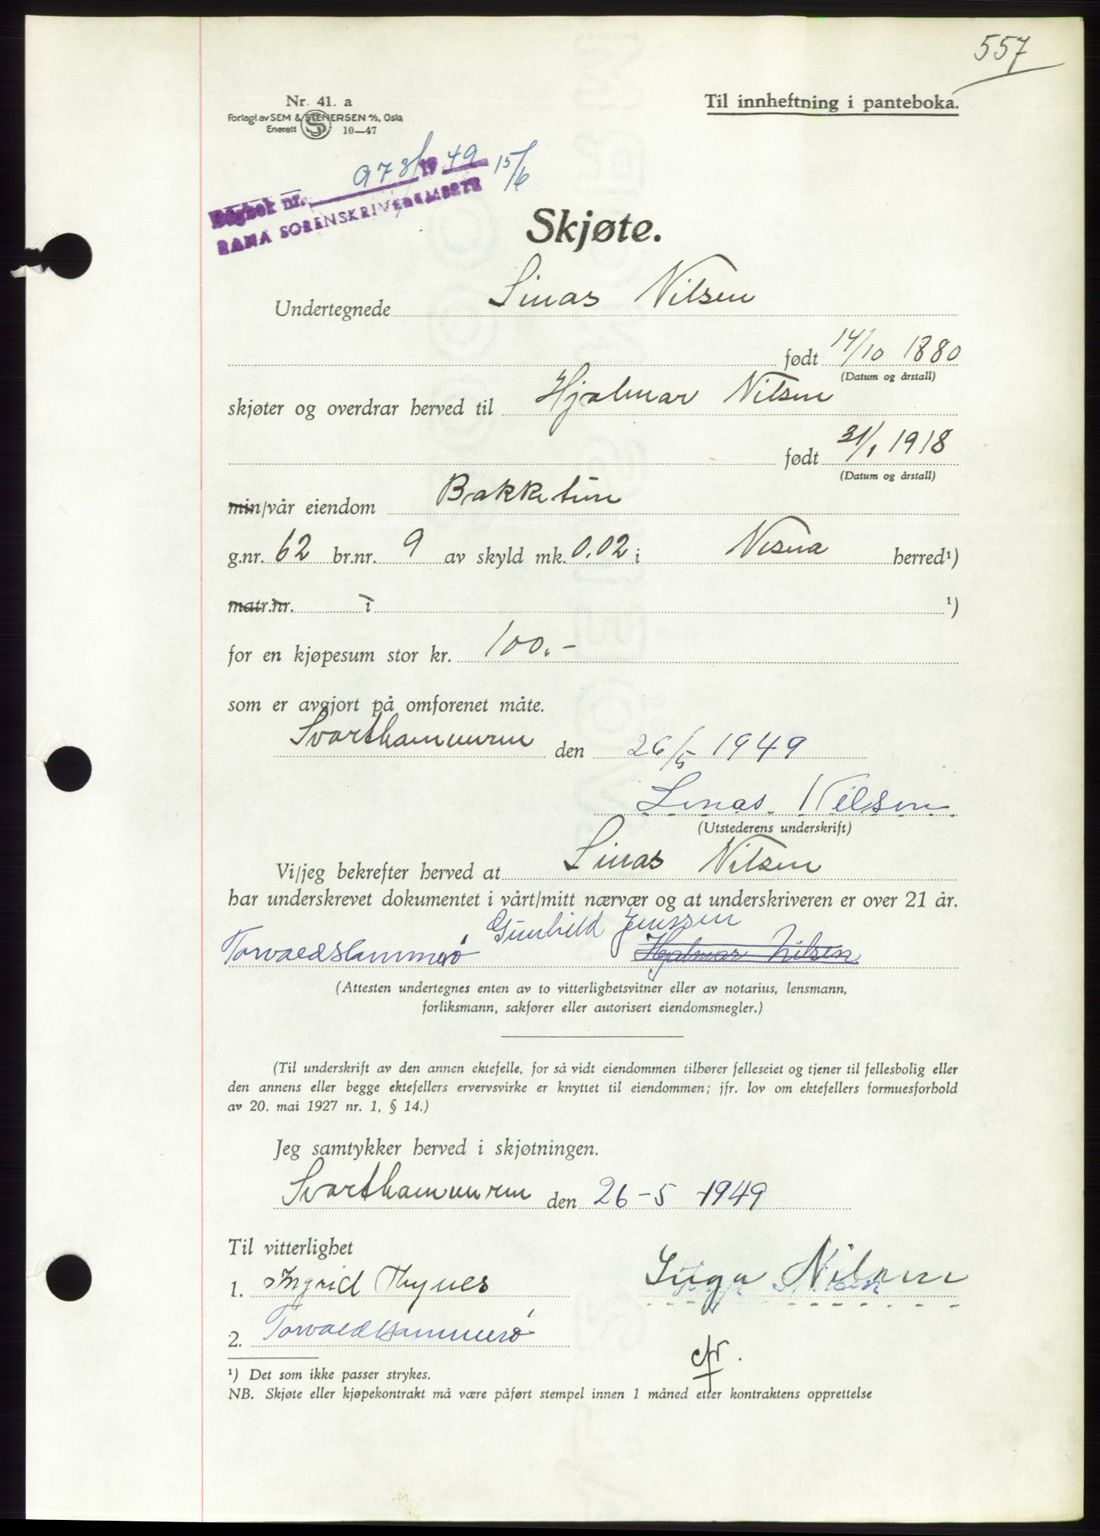 557
Nr. 41. a
Til innheftning i panteboka.
Forlagt av SEM & STENERSEN A/S, Oslo
Enerett S 10—47
Dagbok nr. 978/1949 15/6
RANA SORENSKRIVEREMBETE
Skjøte.
Undertegnede Linas Nilsen
født 14/10 1880
(Datum og årstall)
skjøter og overdrar herved til Hjalmar Nilsen
født 31/1 1918
(Datum og årstall)
min/vår eiendom Bakketun
g.nr. 62 br.nr. 9 av skyld mk. 0.02 i Nesna herred¹)
matr.nr. i ¹)
for en kjøpesum stor kr. 100.-
som er avgjort på omforenet måte.
Svarthammeren den 26/5 1949
Linas Nilsen
(Utstederens underskrift)
Vi/jeg bekrefter herved at Linas Nilsen
har underskrevet dokumentet i vårt/mitt nærvær og at underskriveren er over 21 år.
Gunhild Jenssen
Torvald Hammerö Hjalmar Nilsen
(Attesten undertegnes enten av to vitterlighetsvitner eller av notarius, lensmann,
forliksmann, sakfører eller autorisert eiendomsmegler.)
(Til underskrift av den annen ektefelle, for så vidt eiendommen tilhører felleseiet og tjener til fellesbolig eller
den annens eller begge ektefellers ervervsvirke er knyttet til eiendommen; jfr. lov om ektefellers formuesforhold
av 20. mai 1927 nr. 1, § 14.)
Jeg samtykker herved i skjøtningen.
Svarthammeren den 26-5 1949
Til vitterlighet
1. Ingrid Thynes Inga Nilsen
2. Torvald Hammerö
¹) Det som ikke passer strykes.
NB. Skjøte eller kjøpekontrakt må være påført stempel innen 1 måned etter kontraktens opprettelse